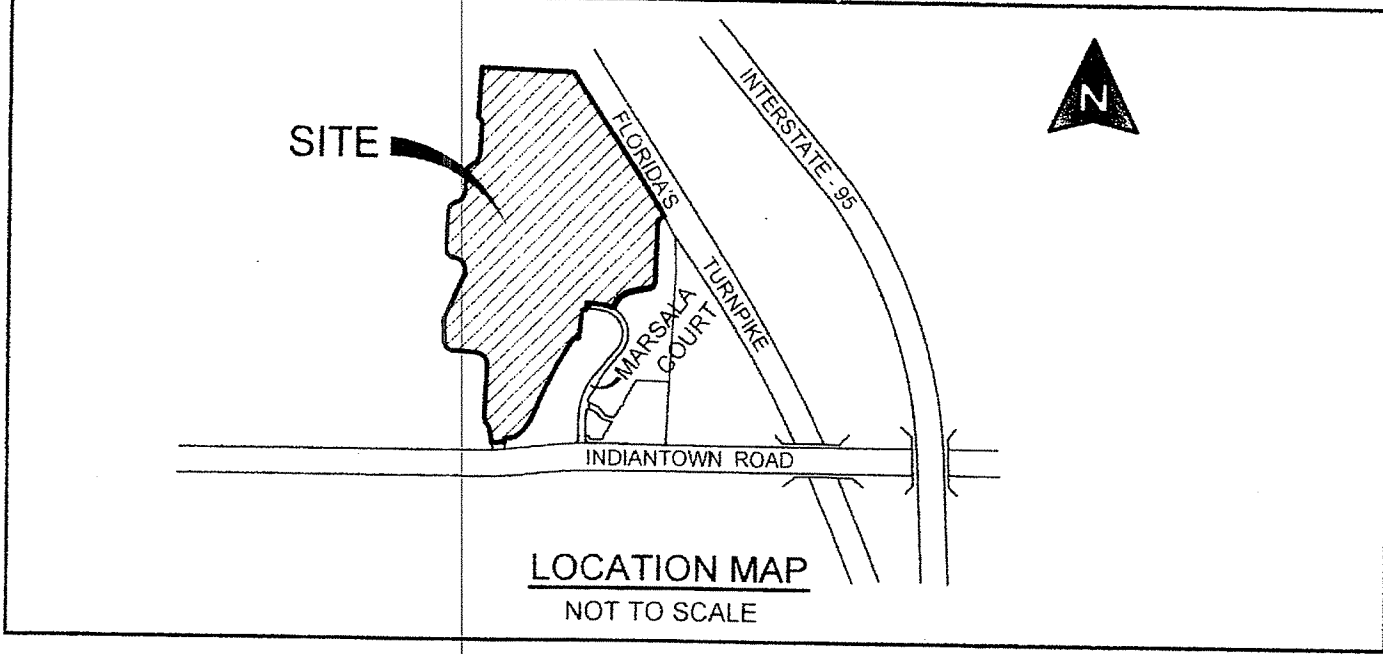 N
INTERSTATE - 95
SITE
FLORIDA'S
TURNPIKE
MARSALA
COURT
INDIANTOWN ROAD
LOCATION MAP
NOT TO SCALE